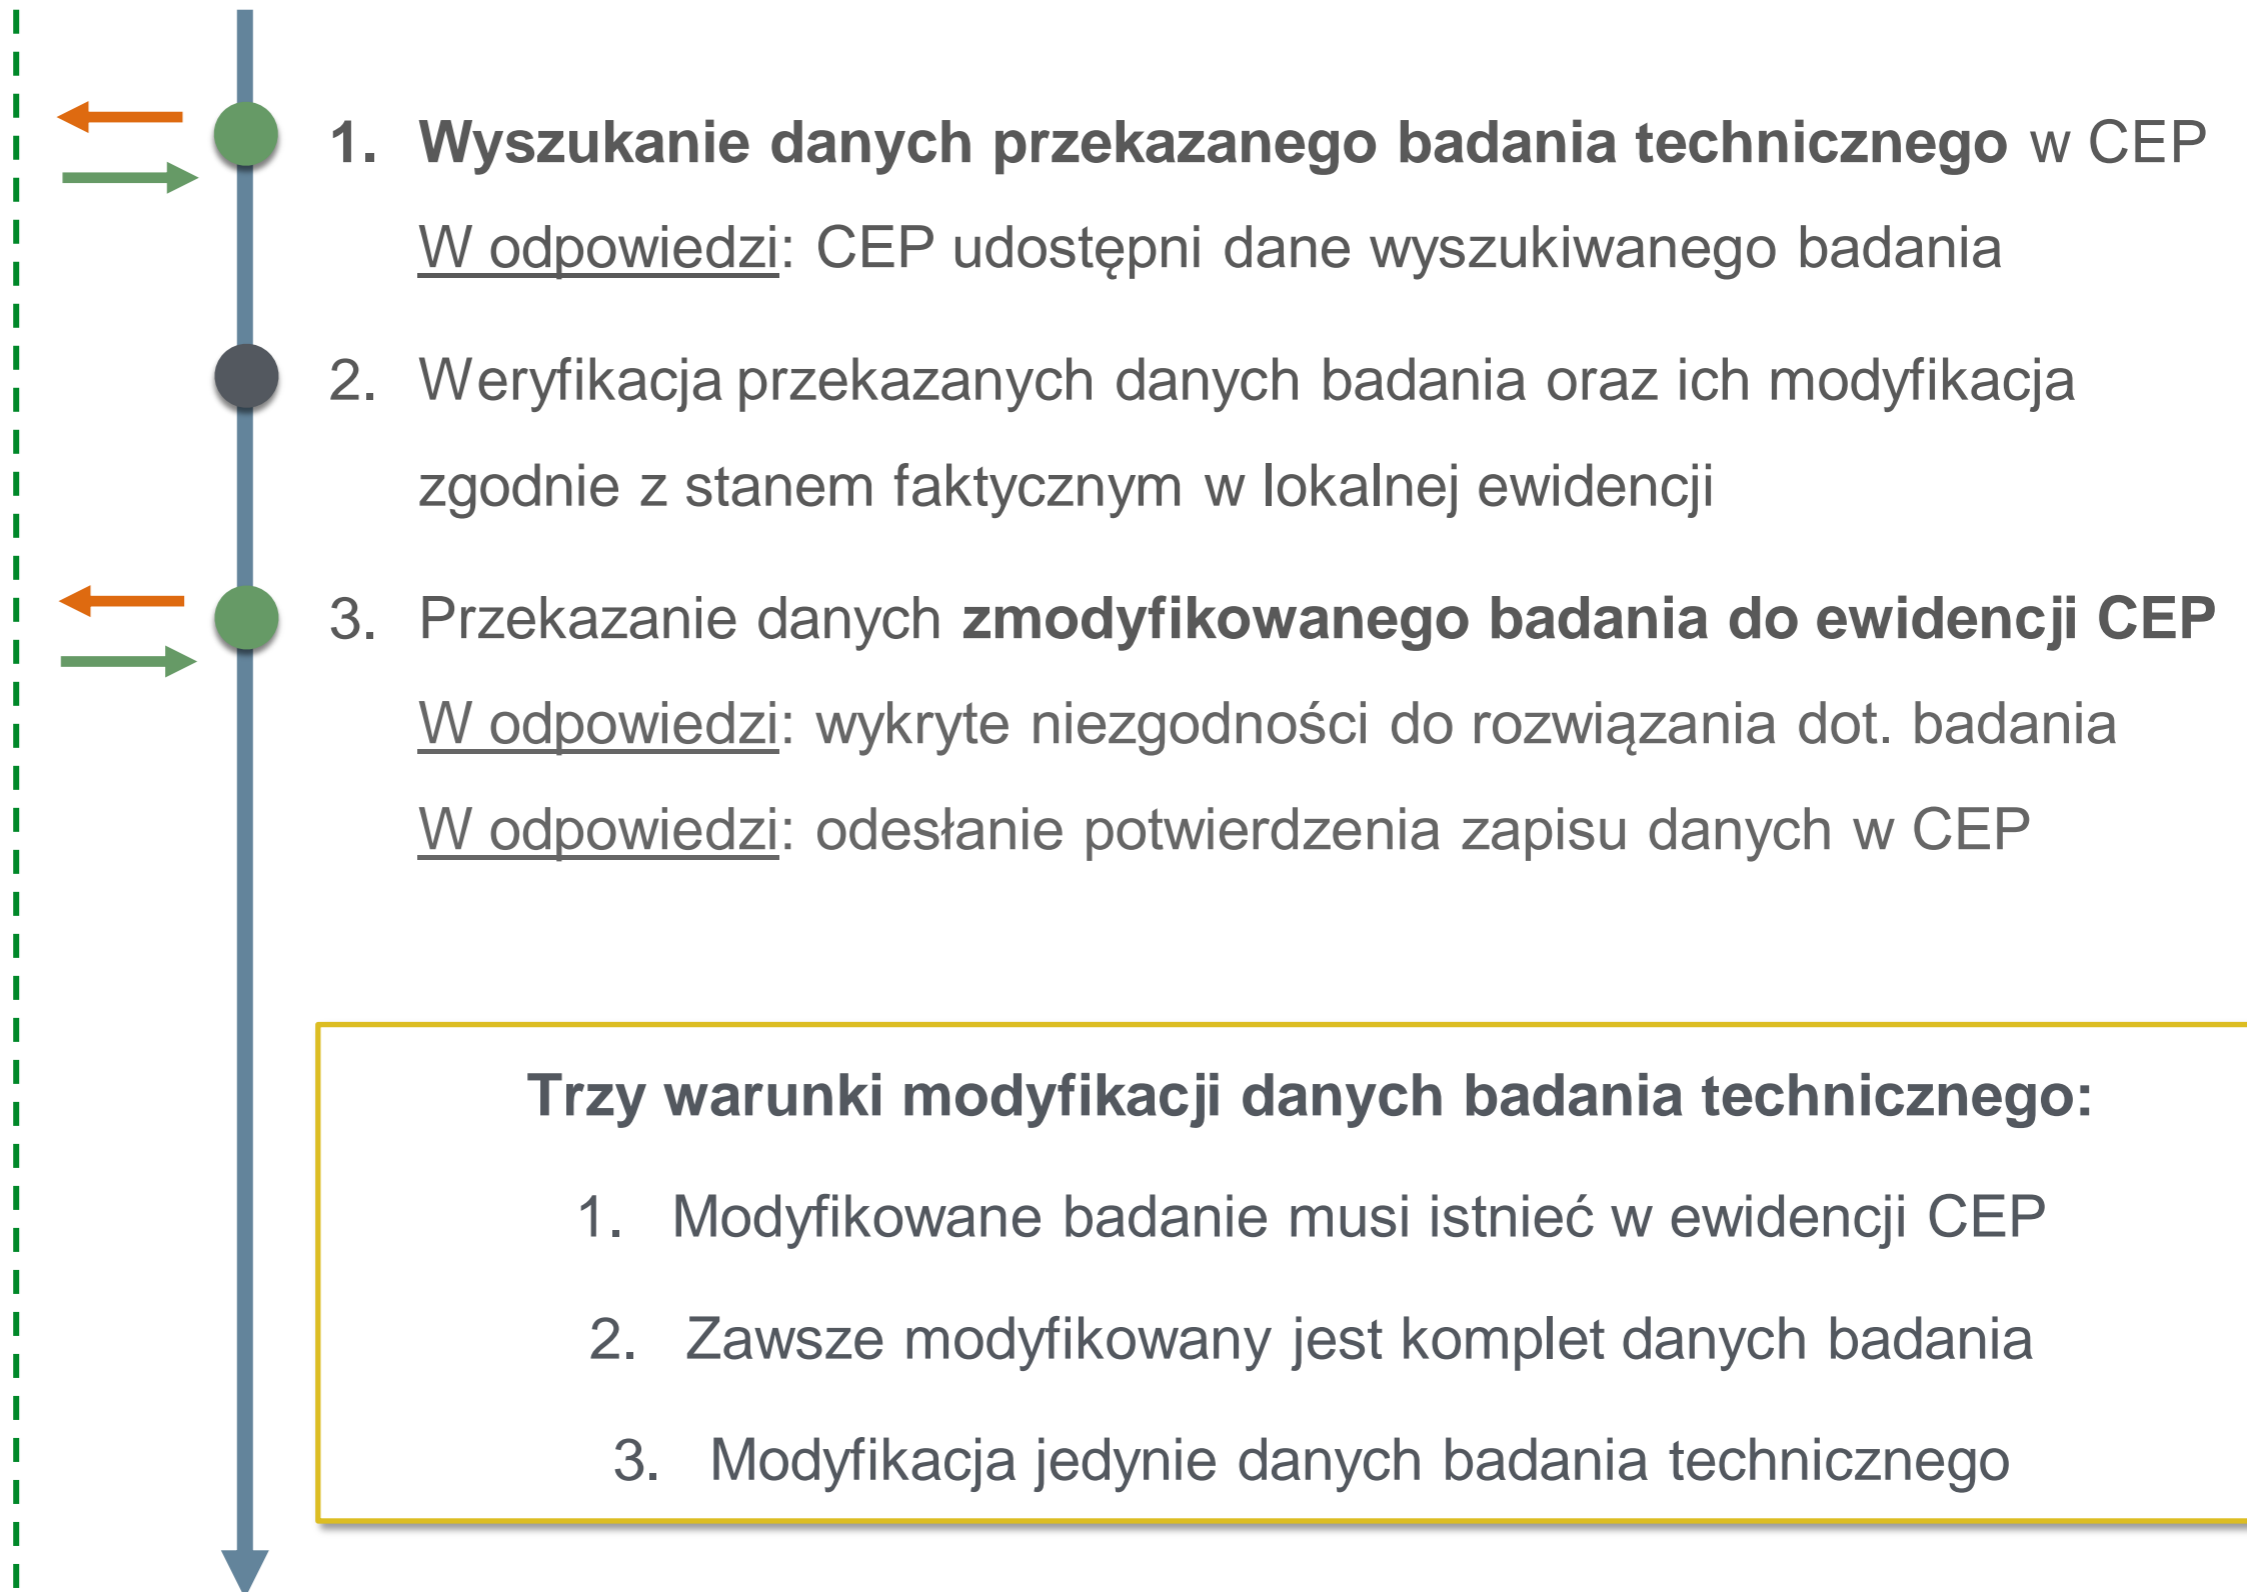 1. Wyszukanie danych przekazanego badania technicznego w CEP
W odpowiedzi: CEP udostępni dane wyszukiwanego badania
2. Weryfikacja przekazanych danych badania oraz ich modyfikacja
zgodnie z stanem faktycznym w lokalnej ewidencji
3. Przekazanie danych zmodyfikowanego badania do ewidencji CEP
W odpowiedzi: wykryte niezgodności do rozwiązania dot. badania
W odpowiedzi: odesłanie potwierdzenia zapisu danych w CEP
Trzy warunki modyfikacji danych badania technicznego:
1. Modyfikowane badanie musi istnieć w ewidencji CEP
2. Zawsze modyfikowany jest komplet danych badania
3. Modyfikacja jedynie danych badania technicznego